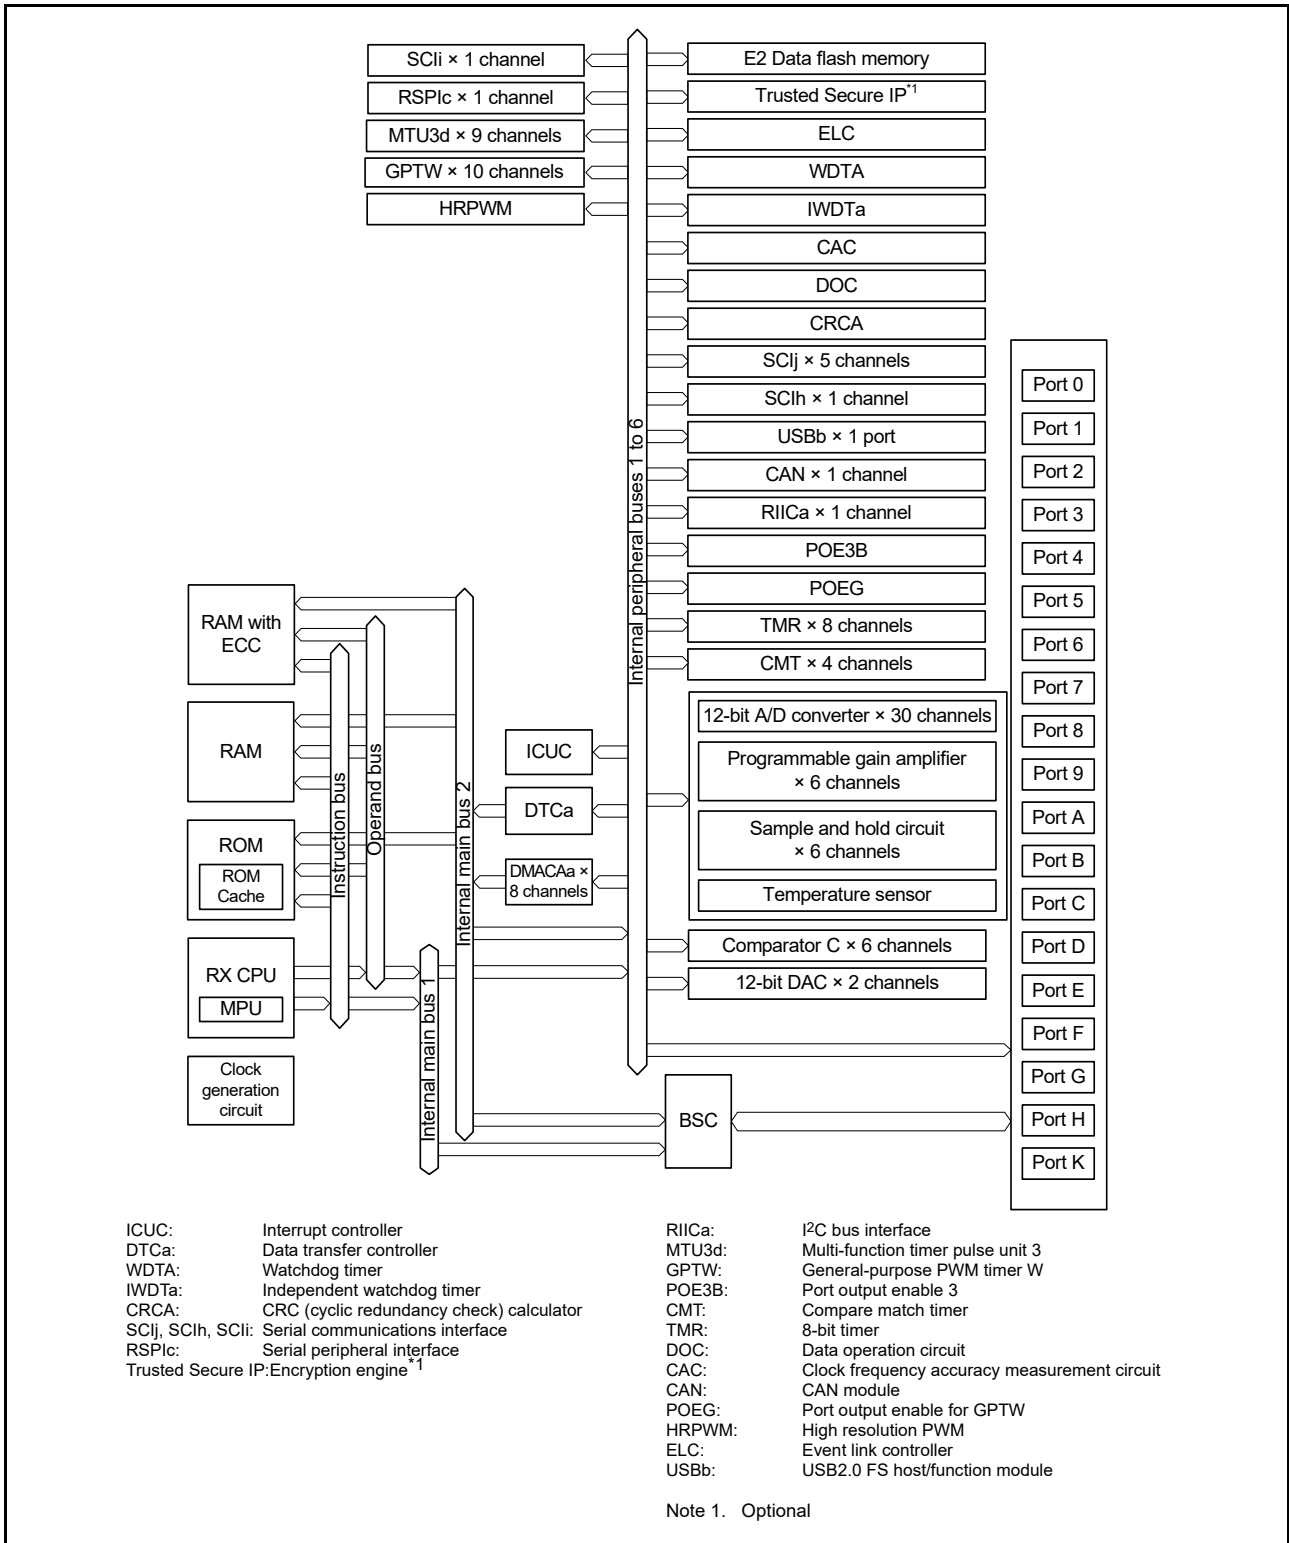 SCIi × 1 channel
RSPIc × 1 channel
MTU3d × 9 channels
GPTW × 10 channels
HRPWM
E2 Data flash memory
Trusted Secure IP*1
ELC
WDTA
IWDTa
CAC
DOC
CRCA
SCIj × 5 channels
SCIh × 1 channel
USBb × 1 port
CAN × 1 channel
RIICa × 1 channel
POE3B
POEG
TMR × 8 channels
CMT × 4 channels
12-bit A/D converter × 30 channels
Programmable gain amplifier
× 6 channels
Sample and hold circuit
× 6 channels
Temperature sensor
Comparator C × 6 channels
12-bit DAC × 2 channels
Internal peripheral buses 1 to 6
Port 0
Port 1
Port 2
Port 3
Port 4
Port 5
Port 6
Port 7
Port 8
Port 9
Port A
Port B
Port C
Port D
Port E
Port F
Port G
Port H
Port K
RAM with
ECC
RAM
ROM
ROM
Cache
RX CPU
MPU
Clock
generation
circuit
Instruction bus
Operand bus
Internal main bus 1
Internal main bus 2
ICUC
DTCa
DMACAa ×
8 channels
BSC
ICUC: Interrupt controller
DTCa: Data transfer controller
WDTA: Watchdog timer
IWDTa: Independent watchdog timer
CRCA: CRC (cyclic redundancy check) calculator
SCIj, SCIh, SCIi: Serial communications interface
RSPIc: Serial peripheral interface
Trusted Secure IP:Encryption engine*1
RIICa: I2C bus interface
MTU3d: Multi-function timer pulse unit 3
GPTW: General-purpose PWM timer W
POE3B: Port output enable 3
CMT: Compare match timer
TMR: 8-bit timer
DOC: Data operation circuit
CAC: Clock frequency accuracy measurement circuit
CAN: CAN module
POEG: Port output enable for GPTW
HRPWM: High resolution PWM
ELC: Event link controller
USBb: USB2.0 FS host/function module
Note 1. Optional